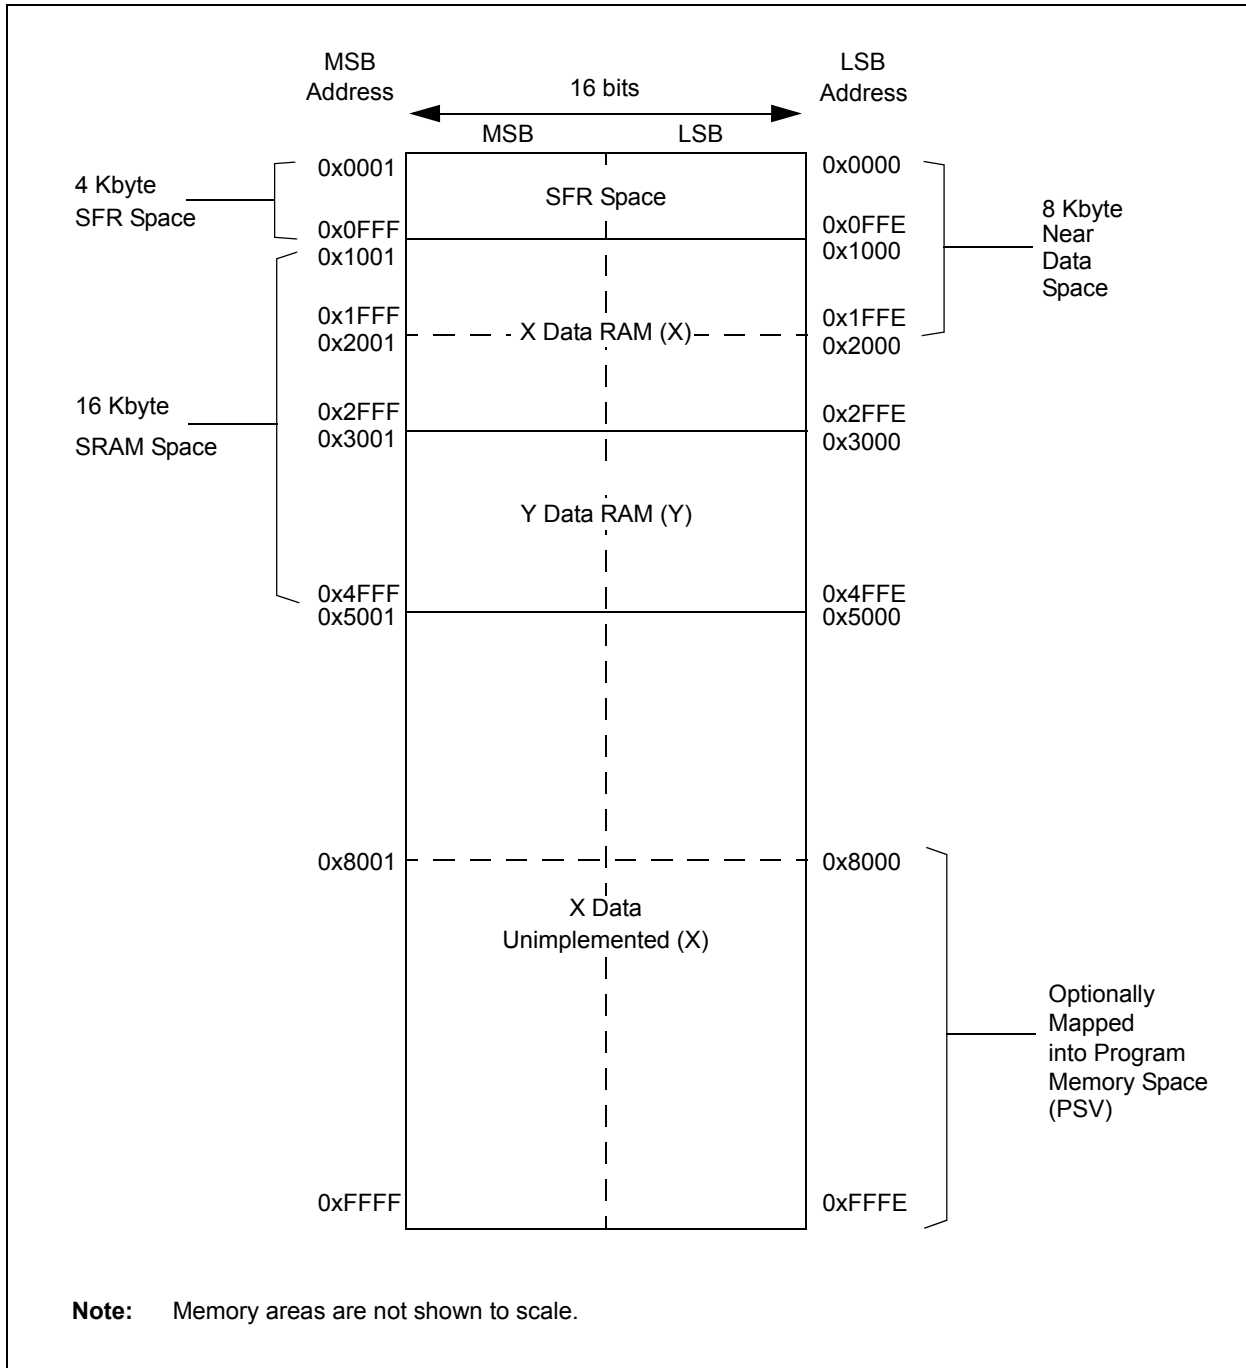 MSB
Address
LSB
Address
16 bits
MSB
LSB
0x0001
0x0000
4 Kbyte
SFR Space
SFR Space
8 Kbyte
Near
Data
Space
0x0FFF
0x0FFE
0x1001
0x1000
0x1FFF
0x1FFE
X Data RAM (X)
0x2001
0x2000
16 Kbyte
SRAM Space
0x2FFF
0x2FFE
0x3001
0x3000
Y Data RAM (Y)
0x4FFF
0x4FFE
0x5001
0x5000
0x8001
0x8000
X Data
Unimplemented (X)
Optionally
Mapped
into Program
Memory Space
(PSV)
0xFFFF
0xFFFE
Note: Memory areas are not shown to scale.